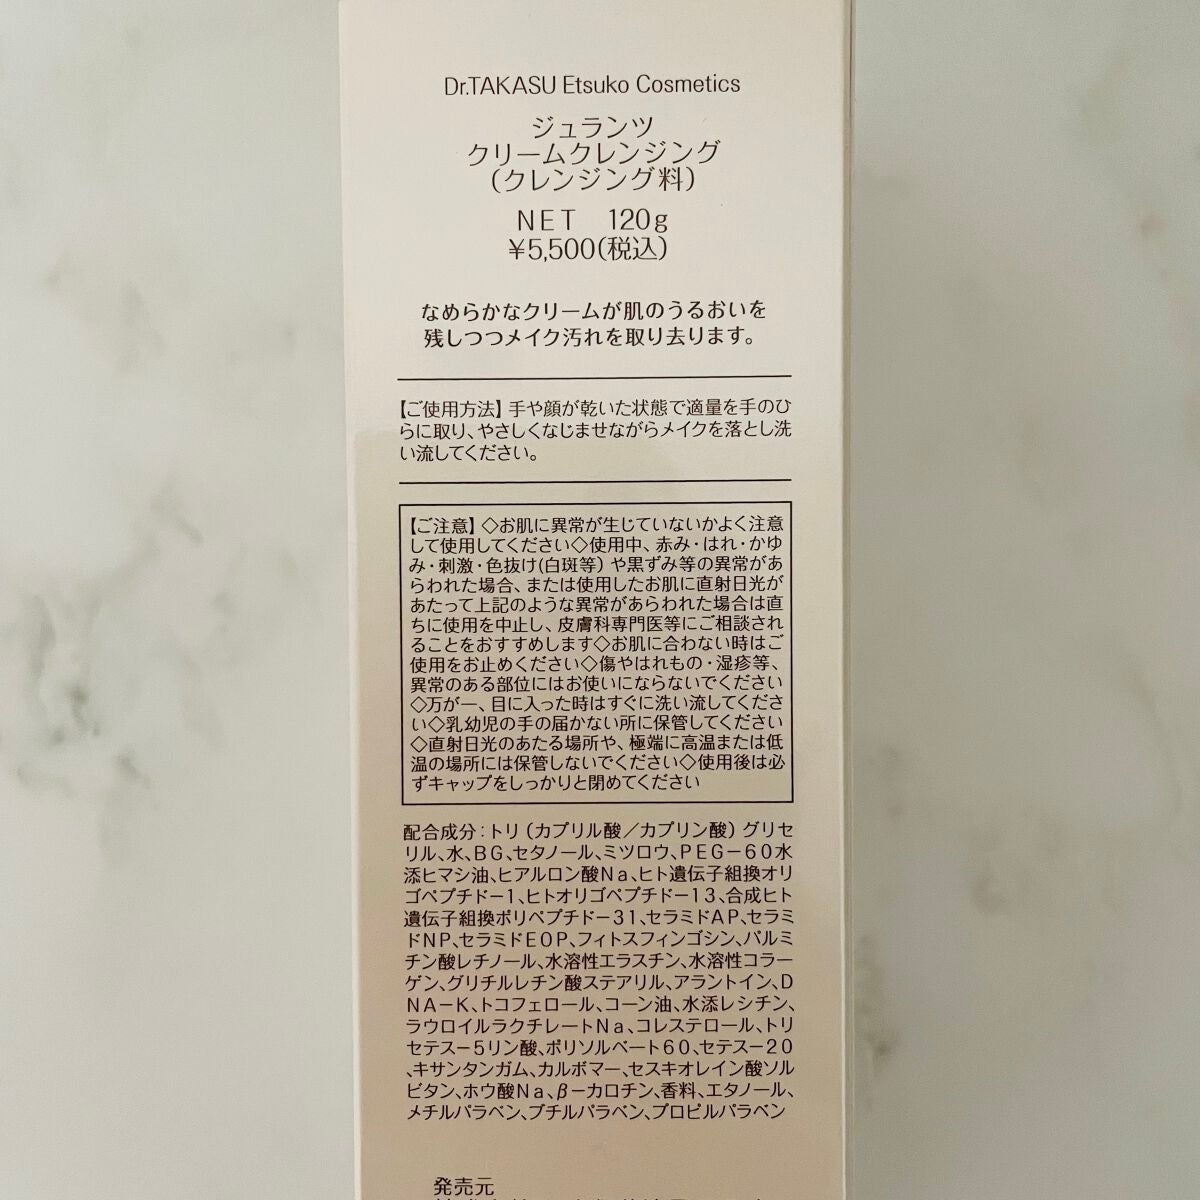 Dr.TAKASU Etsuko Cosmetics
ジュランツ
クリームクレンジング
(クレンジング料)
NET 120g
¥5,500(税込)
なめらかなクリームが肌のうるおいを
残しつつメイク汚れを取り去ります。
【ご使用方法】手や顔が乾いた状態で適量を手のひ
らに取り、やさしくなじませながらメイクを落とし洗
い流してください。
【ご注意】◇お肌に異常が生じていないかよく注意
して使用してください◇使用中、赤み・はれ・かゆ
み・刺激・色抜け(白斑等)や黒ずみ等の異常があ
らわれた場合、または使用したお肌に直射日光が
あたって上記のような異常があらわれた場合は直
ちに使用を中止し、皮膚科専門医等にご相談され
ることをおすすめします◇お肌に合わない時はご
使用をお止めください◇傷やはれもの・湿疹等、
異常のある部位にはお使いにならないでください
◇万が一、目に入った時はすぐに洗い流してくださ
い◇乳幼児の手の届かない所に保管してください
◇直射日光のあたる場所や、極端に高温または低
温の場所には保管しないでください◇使用後は必
ずキャップをしっかりと閉めてください
配合成分:トリ(カプリル酸/カプリン酸)グリセ
リル、水、BG、セタノール、ミツロウ、PEG-60水
添ヒマシ油、ヒアルロン酸Na、ヒト遺伝子組換オリ
ゴペプチド-1、ヒトオリゴペプチド-13、合成ヒト
遺伝子組換ポリペプチド-31、セラミドAP、セラミ
ドNP、セラミドEOP、フィトスフィンゴシン、パルミ
チン酸レチノール、水溶性エラスチン、水溶性コラー
ゲン、グリチルレチン酸ステアリル、アラントイン、D
NA-K、トコフェロール、コーン油、水添レシチン、
ラウロイルラクチレートNa、コレステロール、トリ
セテス-5リン酸、ポリソルベート60、セテス-20
、キサンタンガム、カルボマー、セスキオレイン酸ソル
ビタン、ホウ酸Na、β-カロチン、香料、エタノール、
メチルパラベン、ブチルパラベン、プロピルパラベン
発売元